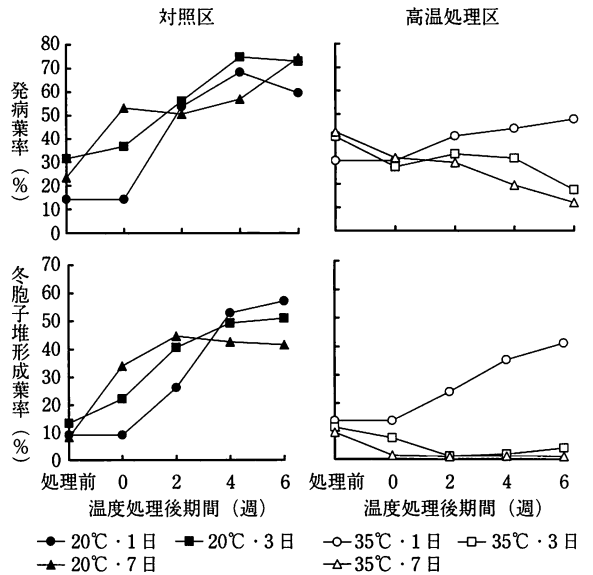 対照区
高温処理区
発病葉率(%)
80
70
60
50
40
30
20
10
0
冬胞子堆形成葉率(%)
70
60
50
40
30
20
10
0
処理前 0 2 4 6
処理前 0 2 4 6
温度処理後期間（週）
温度処理後期間（週）
20℃・1日 20℃・3日
20℃・7日
35℃・1日 35℃・3日
35℃・7日